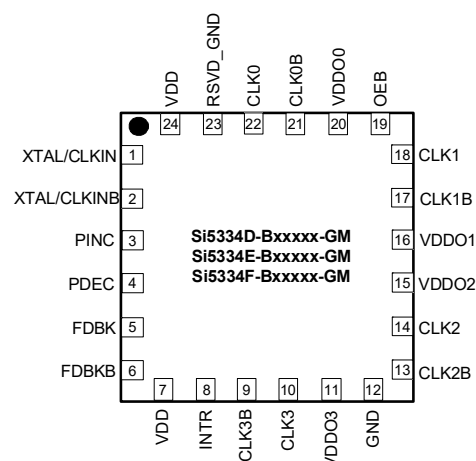 VDD
RSVD_GND
CLK0
CLK0B
VDDO0
OEB
24
23
22
21
20
19
XTAL/CLKIN 1
18 CLK1
XTAL/CLKINB 2
17 CLK1B
PINC 3
Si5334D-Bxxxxx-GM
16 VDDO1
Si5334E-Bxxxxx-GM
PDEC 4
Si5334F-Bxxxxx-GM
15 VDDO2
FDBK 5
14 CLK2
FDBKB 6
13 CLK2B
7
8
9
10
11
12
VDD
INTR
CLK3B
CLK3
VDDO3
GND